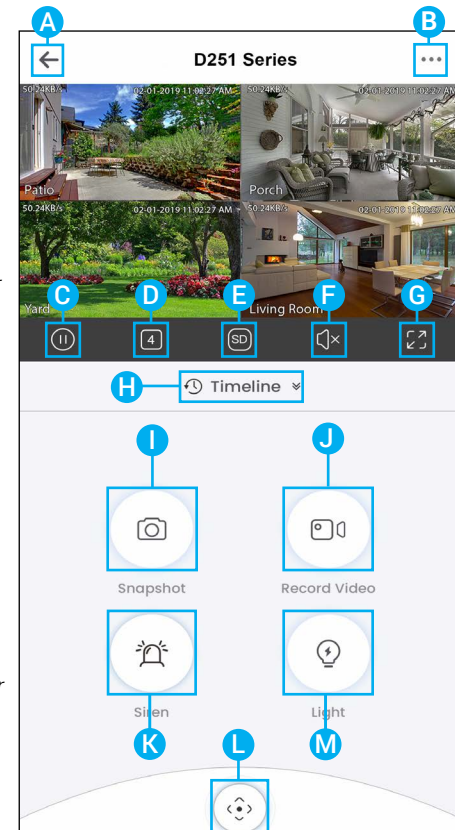 A
B
D251 Series
50.24KB/s 02-01-2019 11:02:27 AM
50.24KB/s 02-01-2019 11:02:27 AM
Patio
Porch
50.24KB/s 02-01-2019 11:02:27 AM
50.24KB/s 02-01-2019 11:02:27 AM
Yard
Living Room
C
D
E
F
G
4
SD
H
Timeline
I
J
Snapshot
Record Video
r
Siren
Light
K
L
M